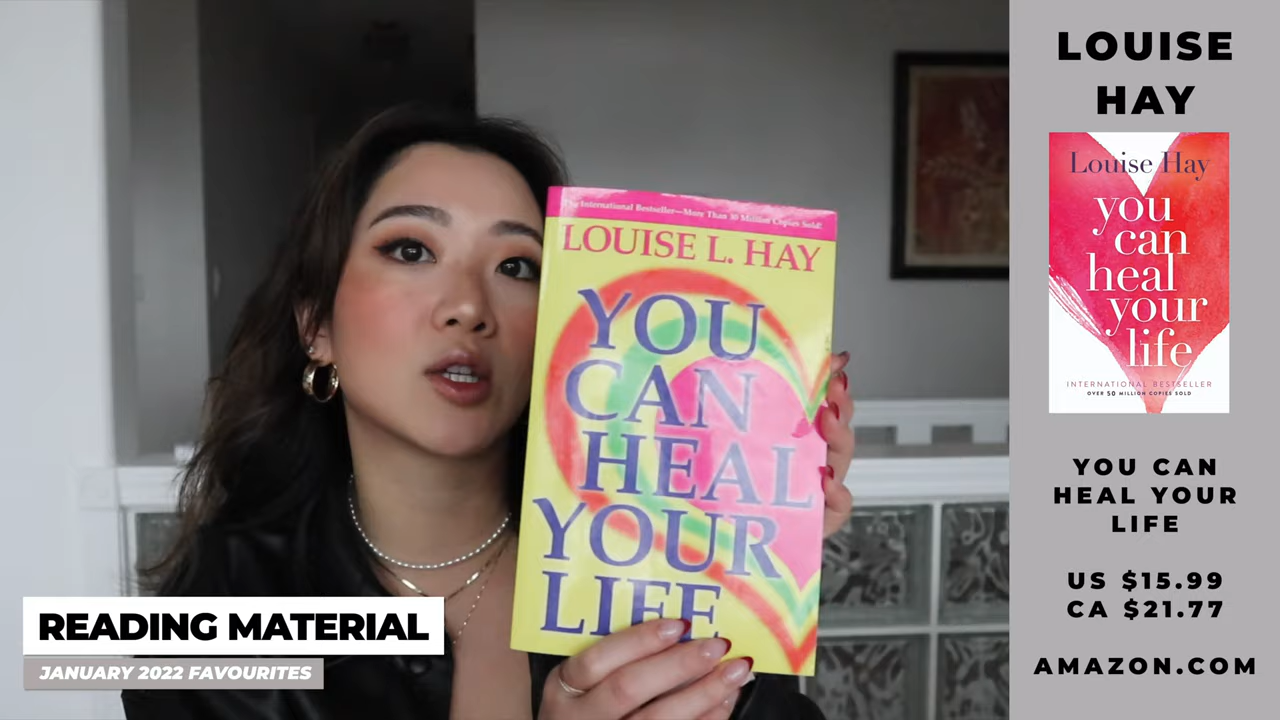 The International Bestseller—More Than 30 Million Copies Sold!
LOUISE L. HAY
YOU
CAN
HEAL
YOUR
LIFE
READING MATERIAL
JANUARY 2022 FAVOURITES
LOUISE
HAY
Louise Hay
you
can
heal
your
life
INTERNATIONAL BESTSELLER
OVER 50 MILLION COPIES SOLD
YOU CAN
HEAL YOUR
LIFE
US $15.99
CA $21.77
AMAZON.COM